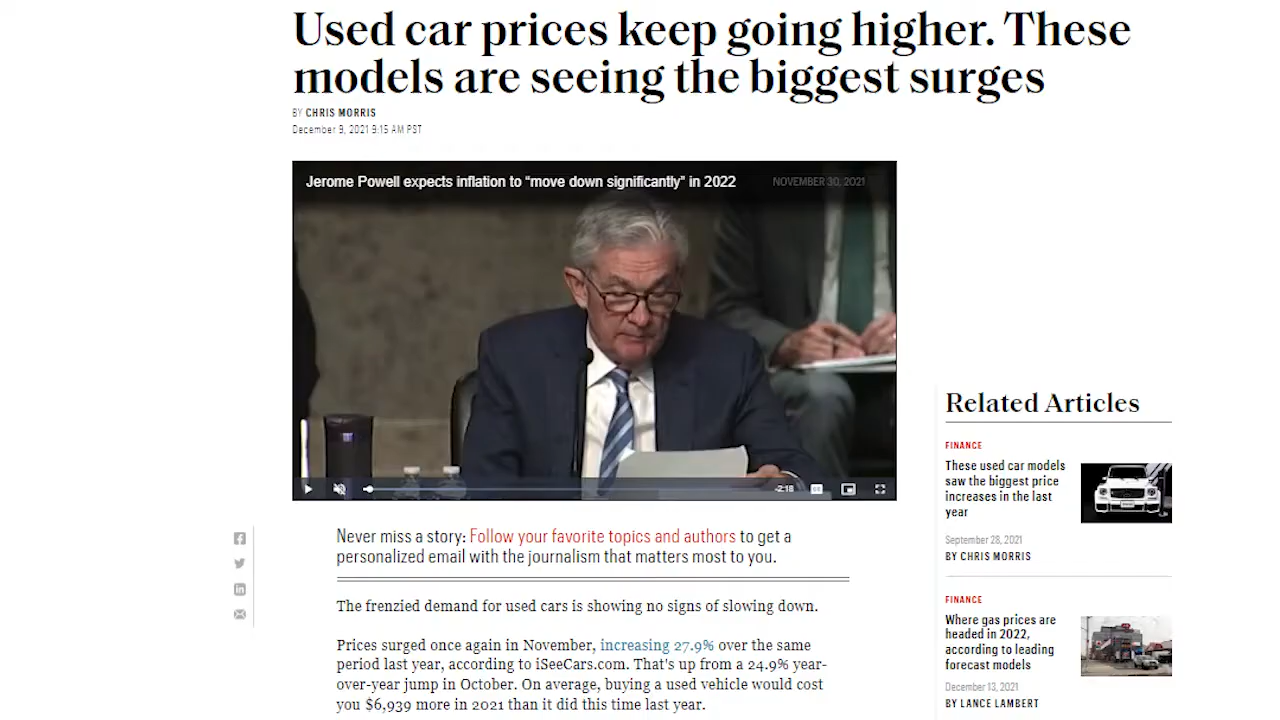 Used car prices keep going higher. These
models are seeing the biggest surges
BY CHRIS MORRIS
December 9, 2021 9:15 AM PST
Jerome Powell expects inflation to “move down significantly” in 2022
NOVEMBER 30, 2021
-2:18
Never miss a story: Follow your favorite topics and authors to get a
personalized email with the journalism that matters most to you.
The frenzied demand for used cars is showing no signs of slowing down.
Prices surged once again in November, increasing 27.9% over the same
period last year, according to iSeeCars.com. That's up from a 24.9% year-
over-year jump in October. On average, buying a used vehicle would cost
you $6,939 more in 2021 than it did this time last year.
Related Articles
FINANCE
These used car models
saw the biggest price
increases in the last
year
September 28, 2021
BY CHRIS MORRIS
FINANCE
Where gas prices are
headed in 2022,
according to leading
forecast models
December 13, 2021
BY LANCE LAMBERT